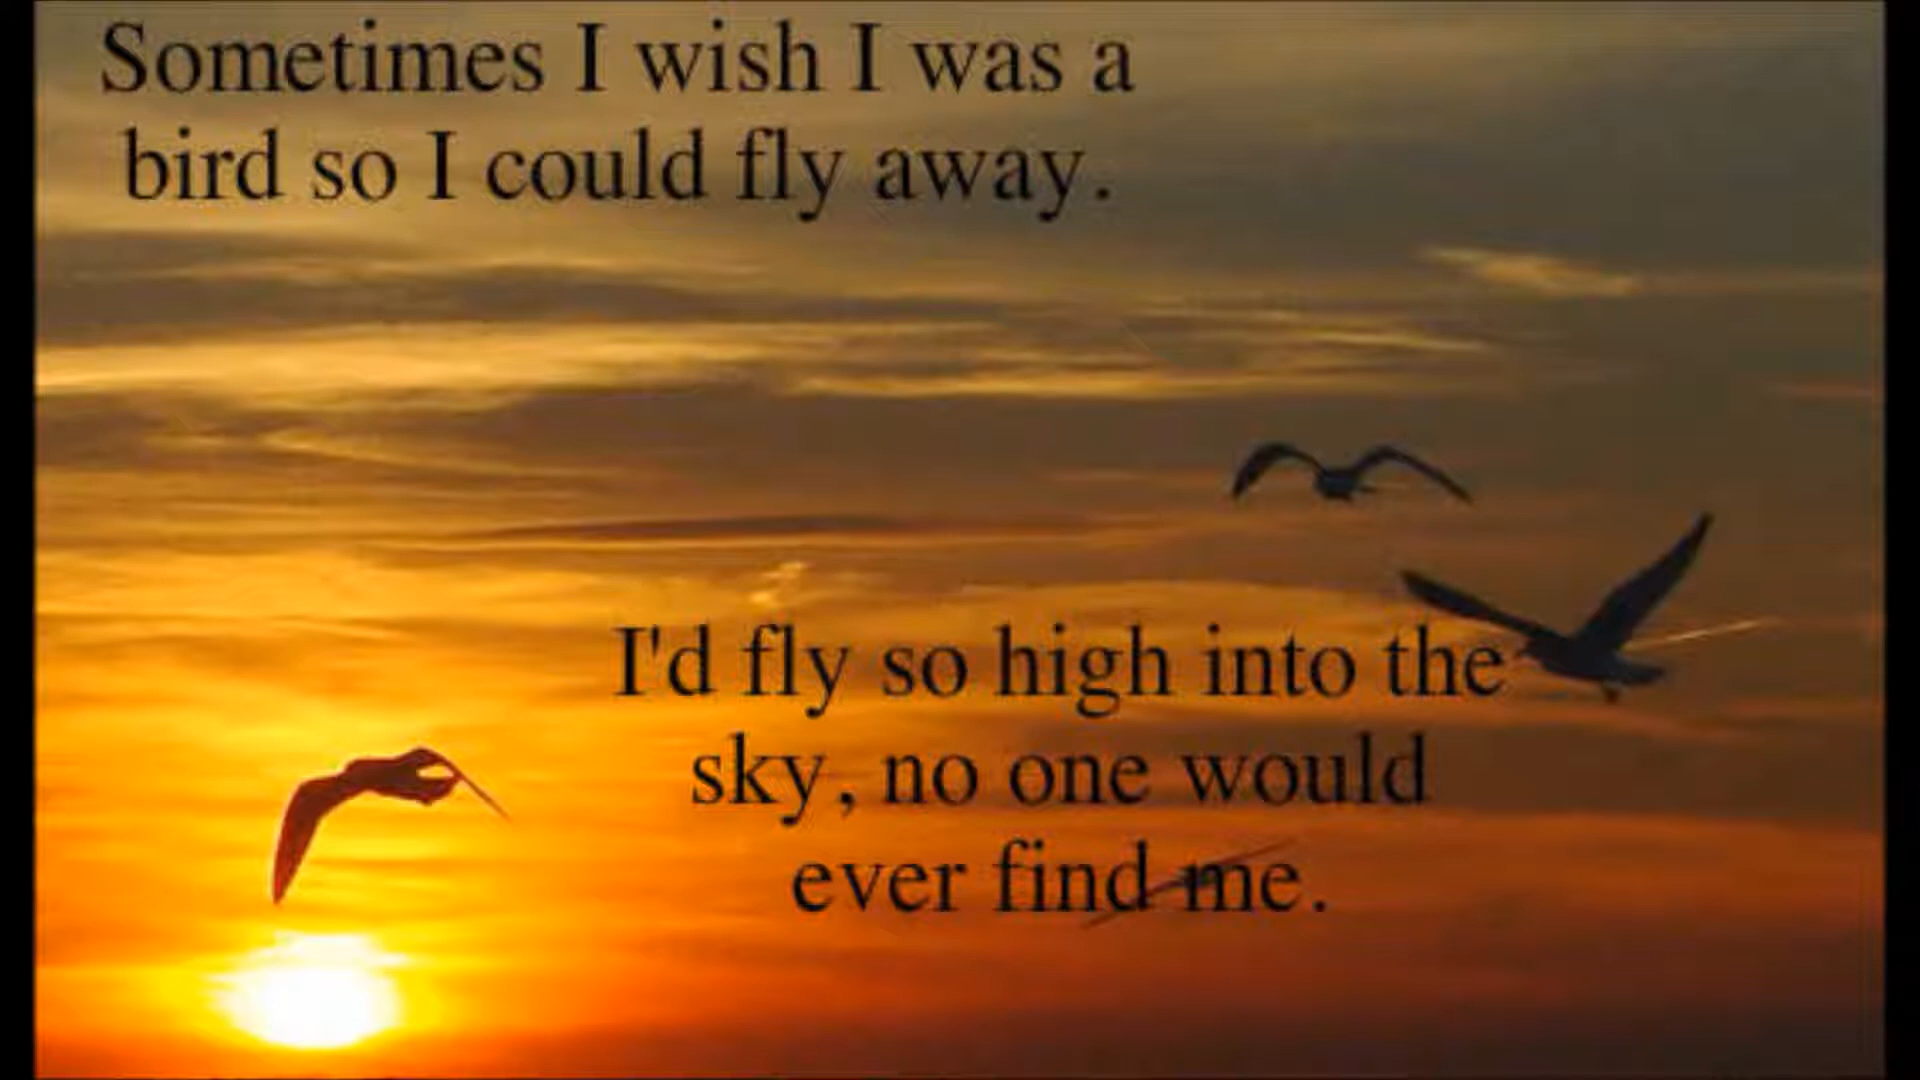 Sometimes I wish I was a
bird so I could fly away.
I'd fly so high into the
sky, no one would
ever find me.